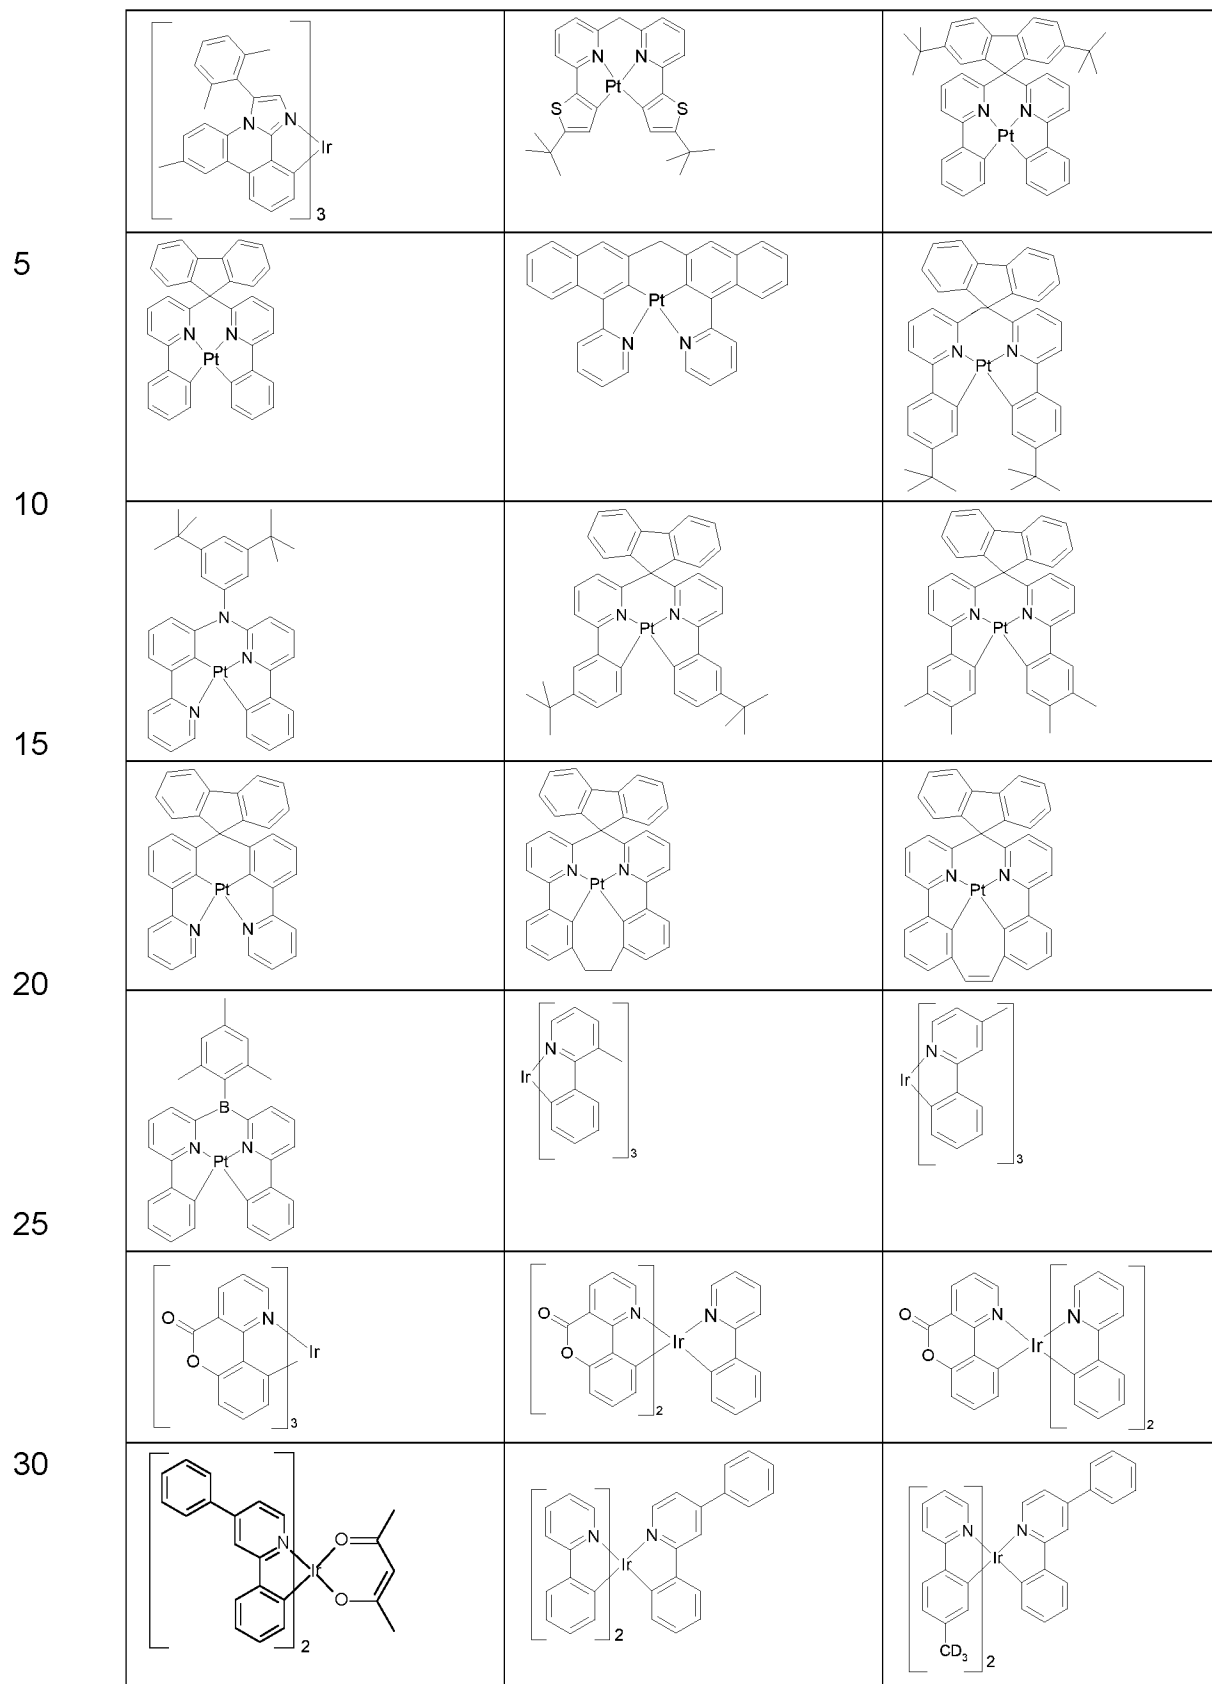 N N Ir 3
N N Pt S S
N N Pt
5
N N Pt
Pt N N
N N Pt
10
N Pt N N
N N Pt
N N Pt
15
Pt N N
N N Pt
N N Pt
20
B N N Pt
N Ir 3
N Ir 3
25
O O N Ir 3
O O N Ir N 2
O O N Ir N 2
30
N Ir O O 2
N N Ir 2
N N Ir CD3 2